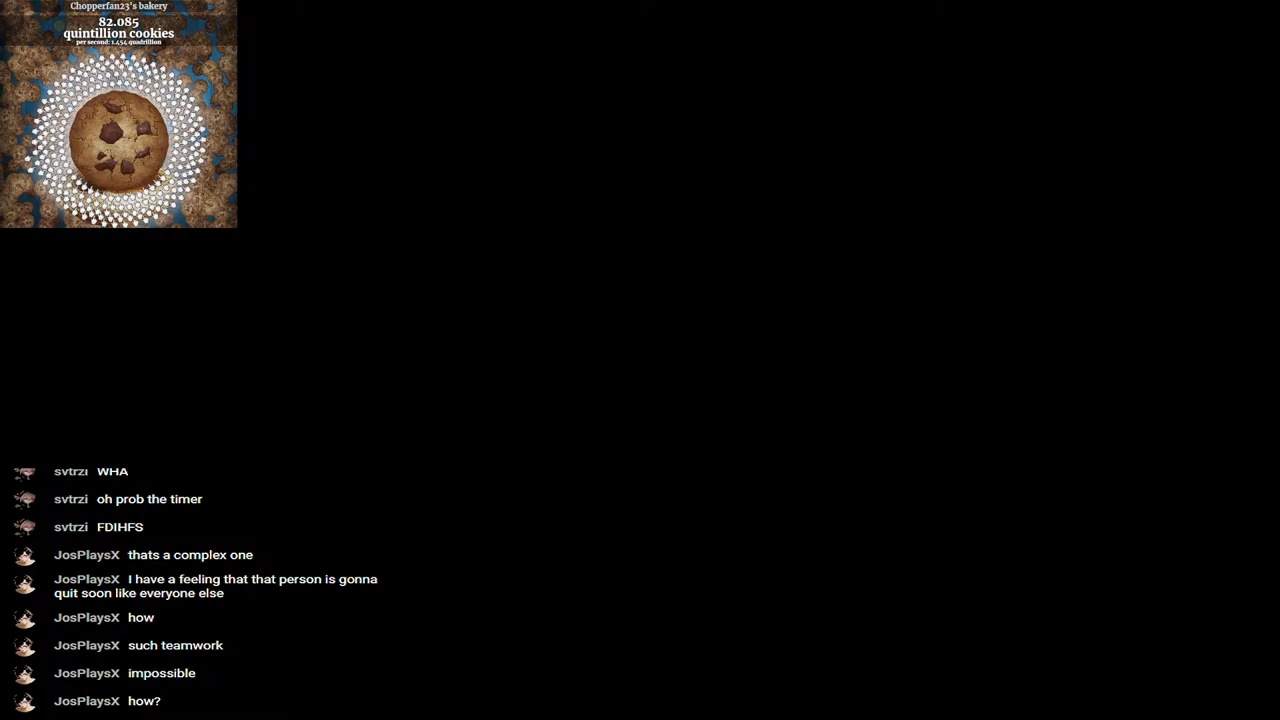 Chopperfan23's bakery
82.085
quintillion cookies
per second: 1.454 quadrillion
svtrzi WHA
svtrzi oh prob the timer
svtrzi FDIHFS
JosPlaysX thats a complex one
JosPlaysX I have a feeling that that person is gonna
quit soon like everyone else
JosPlaysX how
JosPlaysX such teamwork
JosPlaysX impossible
JosPlaysX how?